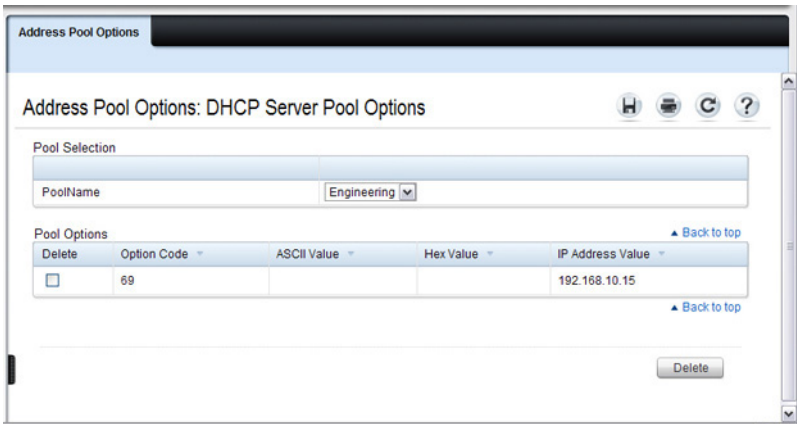 Address Pool Options
Address Pool Options: DHCP Server Pool Options
Pool Selection
PoolName Engineering
Pool Options
Back to top
Delete Option Code ASCII Value Hex Value IP Address Value
69 192.168.10.15
Back to top
Delete